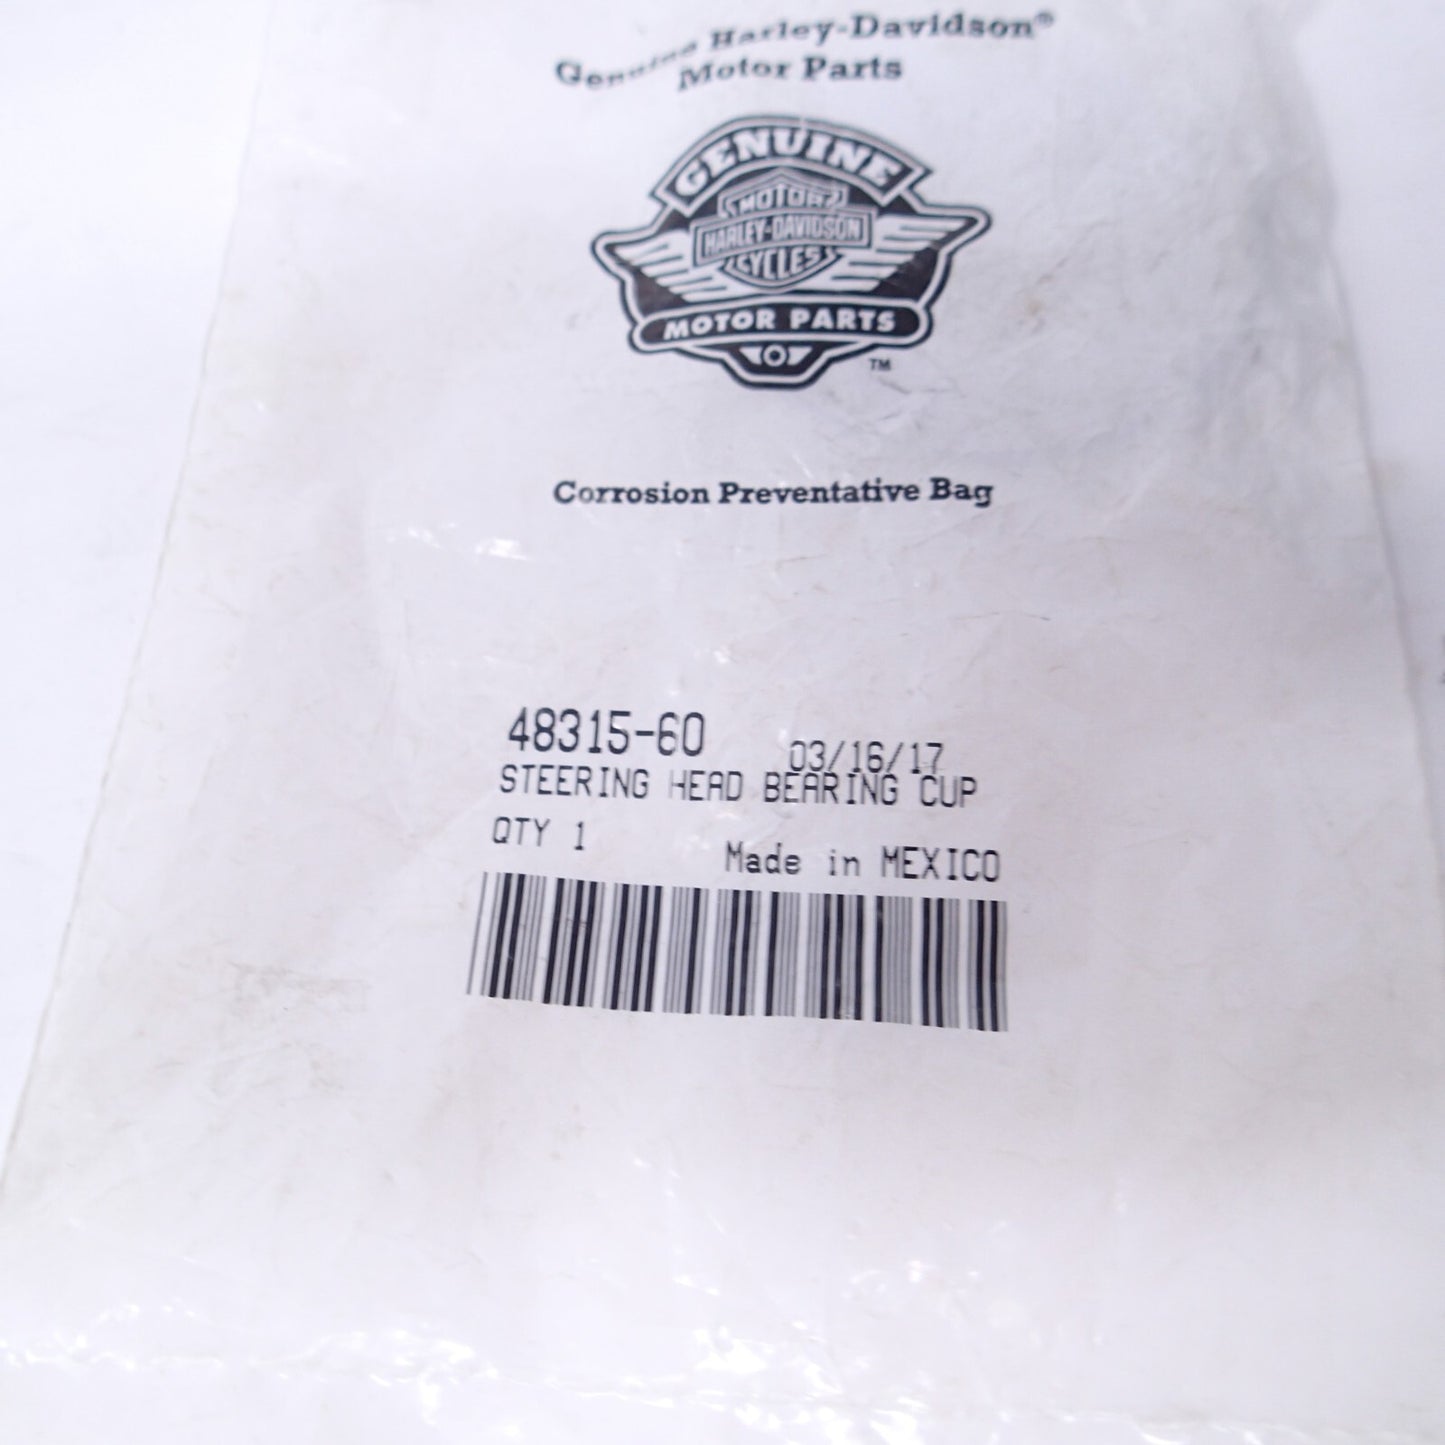 Genuine Harley-Davidson®
Motor Parts
GENUINE
MOTOR
HARLEY-DAVIDSON
CYCLES
MOTOR PARTS
TM
Corrosion Preventative Bag
48315-60 03/16/17
STEERING HEAD BEARING CUP
QTY 1 Made in MEXICO